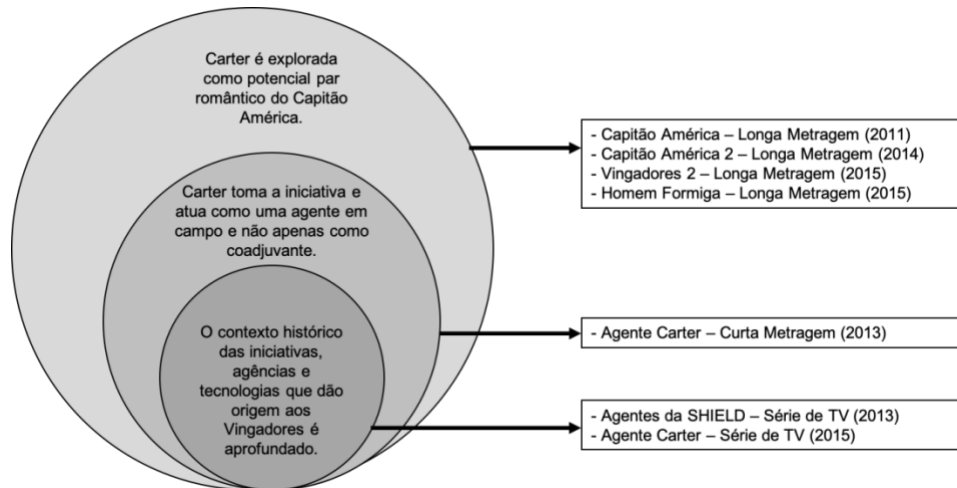 Carter é explorada
como potencial par
romântico do Capitão
América.
Carter toma a iniciativa e
atua como uma agente em
campo e não apenas como
coadjuvante.
O contexto histórico
das iniciativas,
agências e
tecnologias que dão
origem aos
Vingadores é
aprofundado.
- Capitão América – Longa Metragem (2011)
- Capitão América 2 – Longa Metragem (2014)
- Vingadores 2 – Longa Metragem (2015)
- Homem Formiga – Longa Metragem (2015)
- Agente Carter – Curta Metragem (2013)
- Agentes da SHIELD – Série de TV (2013)
- Agente Carter – Série de TV (2015)